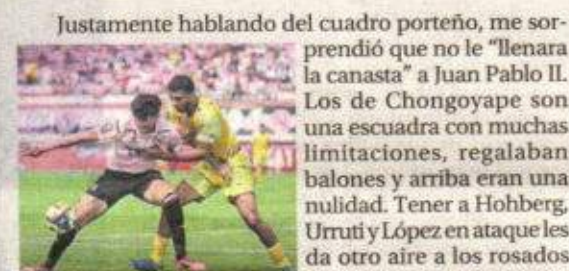 Justamente hablando del cuadro porteño, me sor-
prendió que no le "llenara
la canasta" a Juan Pablo II.
Los de Chongoyape son
una escuadra con muchas
limitaciones, regalaban
balones y arriba eran una
nulidad. Tener a Hohberg,
Urruti y López en ataque les
da otro aire a los rosados